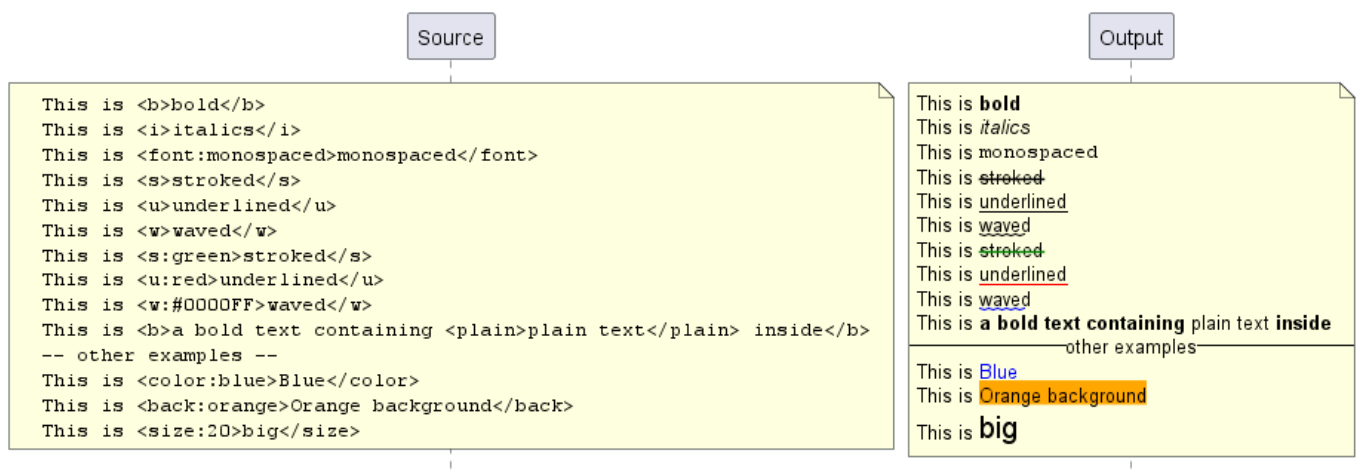 Source
This is <b>bold</b>
This is <i>italics</i>
This is <font:monospaced>monospaced</font>
This is <s>stroked</s>
This is <u>underlined</u>
This is <w>waved</w>
This is <s:green>stroked</s>
This is <u:red>underlined</u>
This is <w:#0000FF>waved</w>
This is <b>a bold text containing <plain>plain text</plain> inside</b>
-- other examples --
This is <color:blue>Blue</color>
This is <back:orange>Orange background</back>
This is <size:20>big</size>
Output
This is bold
This is italics
This is monospaced
This is stroked
This is underlined
This is waved
This is stroked
This is underlined
This is waved
This is a bold text containing plain text inside
other examples
This is Blue
This is Orange background
This is big